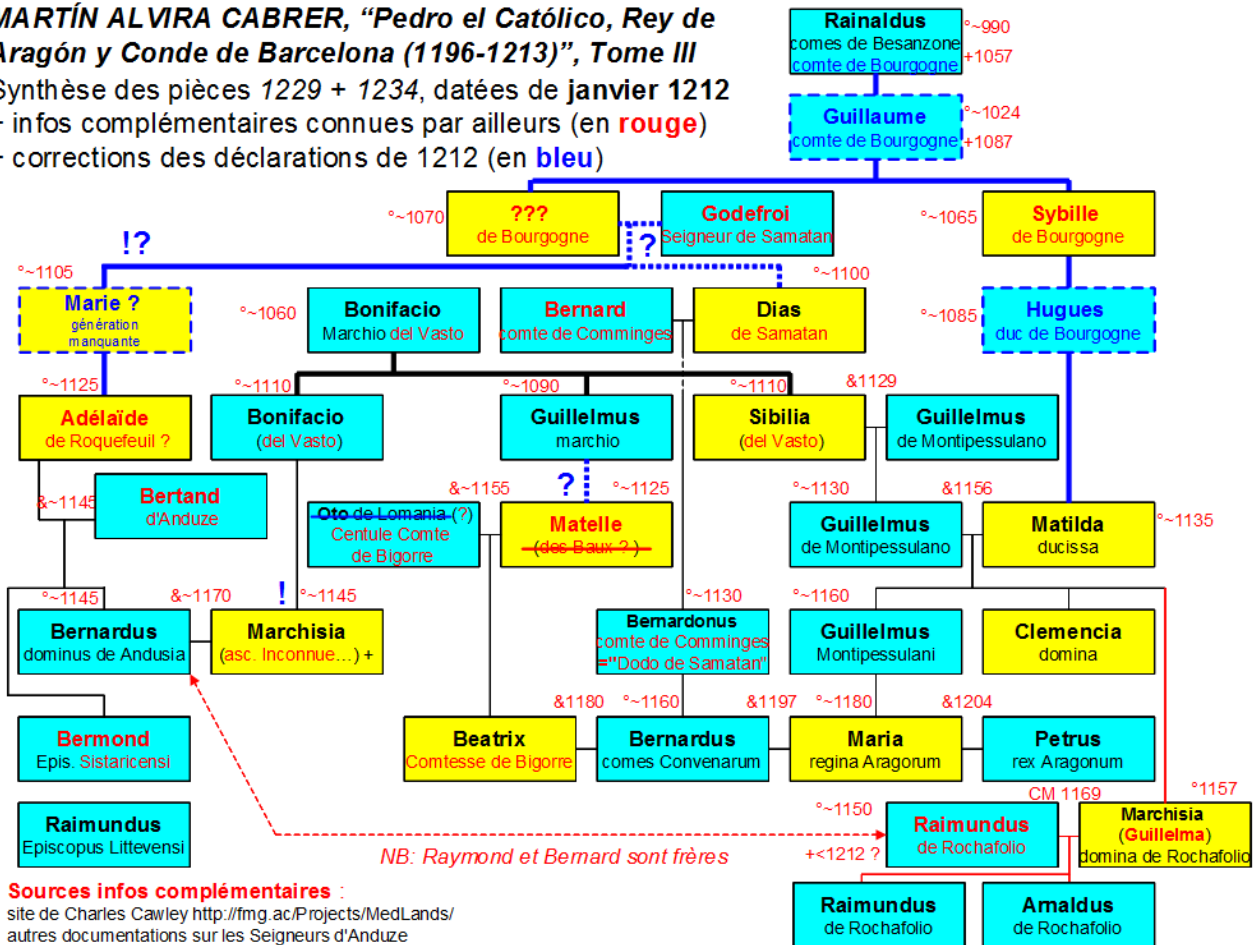 MARTÍN ALVIRA CABRER, “Pedro el Católico, Rey de
Aragón y Conde de Barcelona (1196-1213)”, Tome III
Synthèse des pièces 1229 + 1234, datées de janvier 1212
+ infos complémentaires connues par ailleurs (en rouge)
+ corrections des déclarations de 1212 (en bleu)
Rainaldus
comes de Besanzone
comte de Bourgogne
°~990
+1057
Guillaume
comte de Bourgogne
°~1024
+1087
°~1070
???
de Bourgogne
?
Godefroi
Seigneur de Samatan
°~1065
Sybille
de Bourgogne
!?
°~1105
Marie ?
génération
manquante
°~1060
Bonifacio
Marchio del Vasto
Bernard
comte de Comminges
°~1100
Dias
de Samatan
°~1085
Hugues
duc de Bourgogne
°~1125
Adélaïde
de Roquefeuil ?
°~1110
Bonifacio
(del Vasto)
°~1090
Guillelmus
marchio
°~1110
Sibilia
(del Vasto)
&1129
Guillelmus
de Montipessulano
&~1145
Bertand
d'Anduze
&~1155
Oto de Lomania (?)
Centule Comte
de Bigorre
?
°~1125
Matelle
(des Baux ? )
°~1130
Guillelmus
de Montipessulano
&1156
Matilda
ducissa
°~1135
°~1145
Bernardus
dominus de Andusia
&~1170
!
°~1145
Marchisia
(asc. Inconnue…) +
°~1130
Bernardonus
comte de Comminges
="Dodo de Samatan"
°~1160
Guillelmus
Montipessulani
Clemencia
domina
Bermond
Epis. Sistaricensi
Beatrix
Comtesse de Bigorre
&1180
°~1160
Bernardus
comes Convenarum
&1197
°~1180
Maria
regina Aragorum
&1204
Petrus
rex Aragonum
Raimundus
Episcopus Littevensi
NB: Raymond et Bernard sont frères
°~1150
+<1212 ?
Raimundus
de Rochafolio
CM 1169
°1157
Marchisia
(Guillelma)
domina de Rochafolio
Raimundus
de Rochafolio
Arnaldus
de Rochafolio
Sources infos complémentaires :
site de Charles Cawley http://fmg.ac/Projects/MedLands/
autres documentations sur les Seigneurs d'Anduze